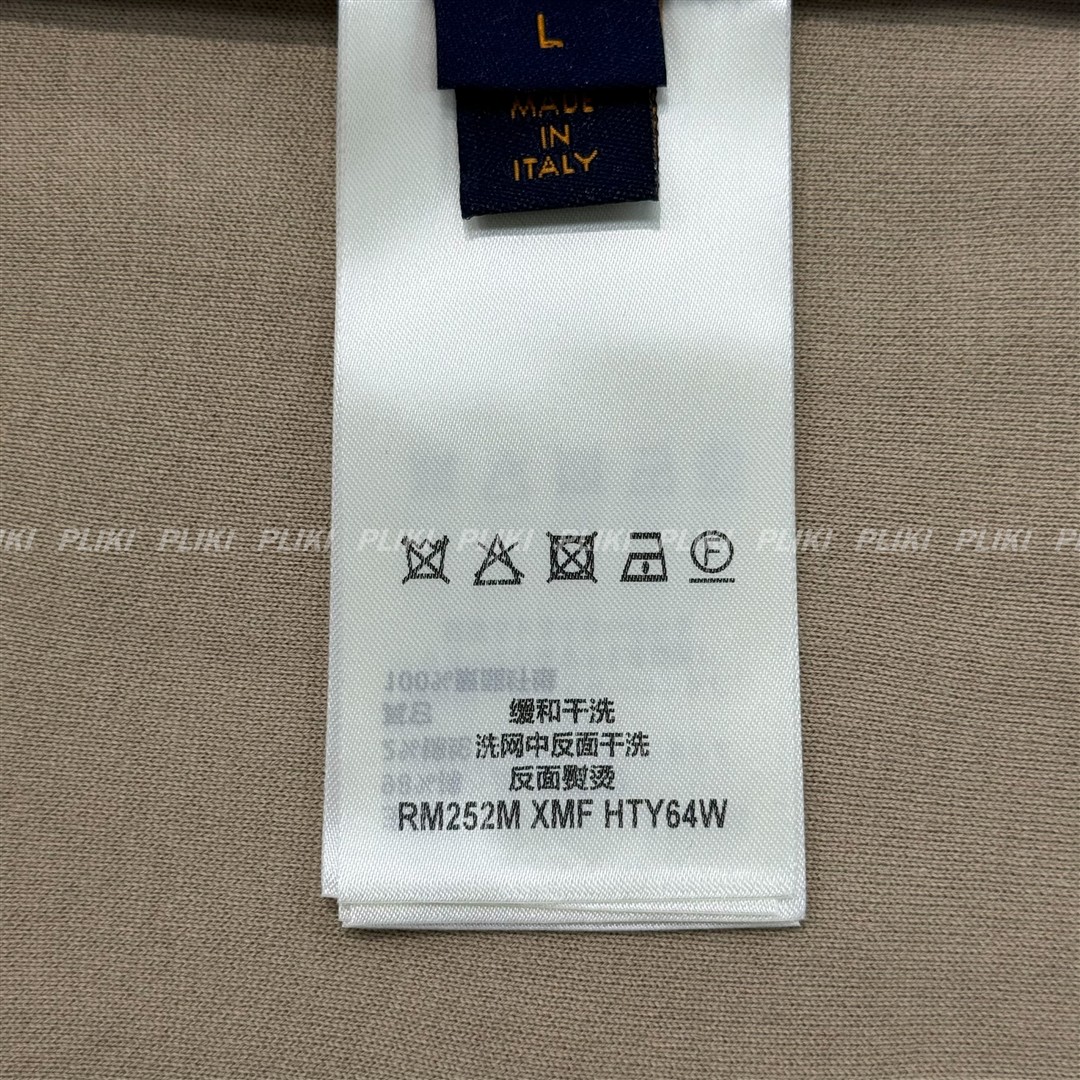 L
MADE
IN
ITALY
PLIKI PLIKI PLIKI PLIKI PLIKI PLIKI PLIKI PLIKI PLIKI PLIKI
F
缓和干洗
洗网中反面干洗
反面熨烫
RM252M XMF HTY64W